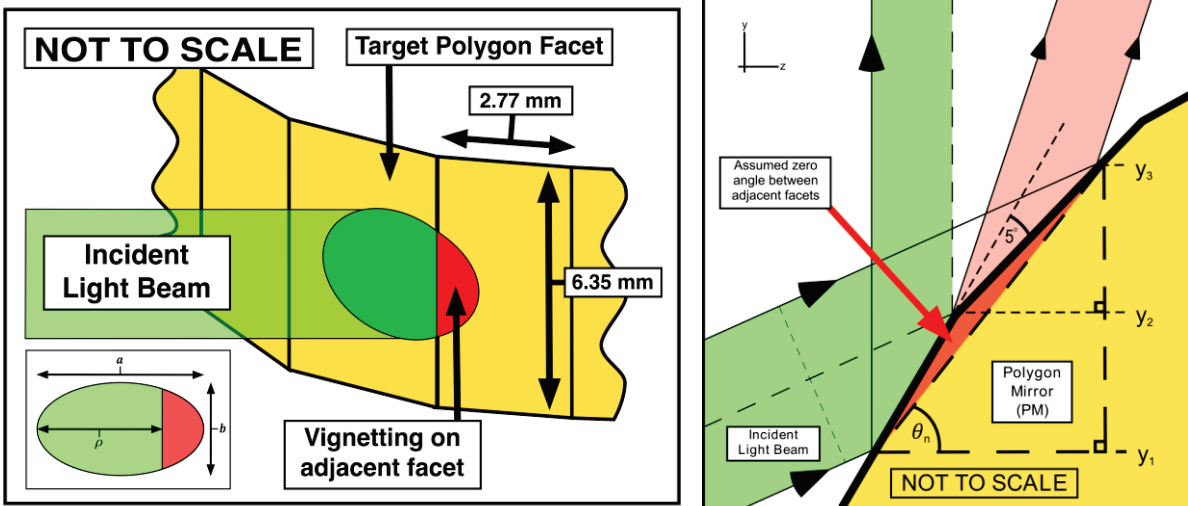 NOT TO SCALE
Target Polygon Facet
2.77 mm
Incident
Light Beam
6.35 mm
a
b
ρ
Vignetting on
adjacent facet
y
z
Assumed zero
angle between
adjacent facets
5°
y₃
y₂
Polygon
Mirror
(PM)
Incident
Light Beam
θₙ
y₁
NOT TO SCALE